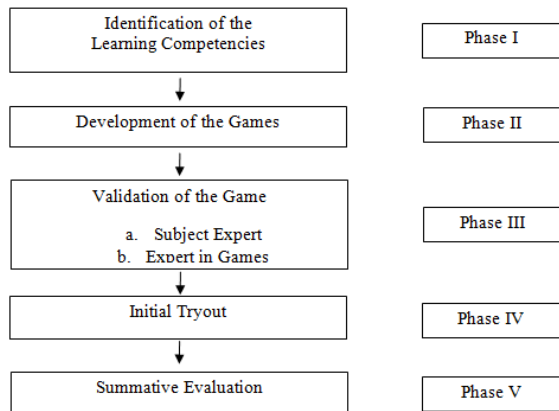 Identification of the
Learning Competencies
Phase I
Development of the Games
Phase II
Validation of the Game
a. Subject Expert
b. Expert in Games
Phase III
Initial Tryout
Phase IV
Summative Evaluation
Phase V